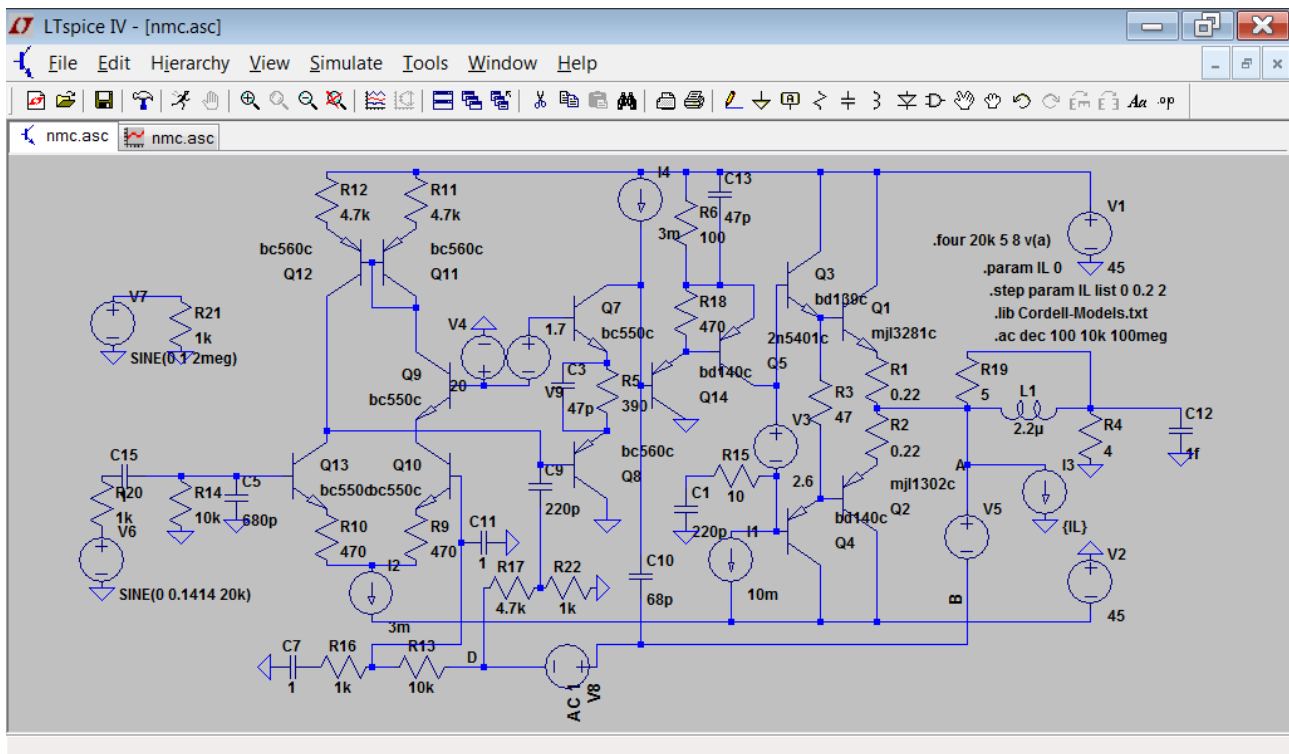 LTspice IV - [nmc.asc]
File Edit Hierarchy View Simulate Tools Window Help
Aa .op
nmc.asc nmc.asc
R12
4.7k
R11
4.7k
I4
3m
C13
47p
R6
100
V1
45
.four 20k 5 8 v(a)
.param IL 0
.step param IL list 0 0.2 2
.lib Cordell-Models.txt
.ac dec 100 10k 100meg
bc560c
Q12
bc560c
Q11
Q3
bd139c
Q1
mjl3281c
V7
SINE(0 1 2meg)
R21
1k
V4
20
1.7
V9
Q7
bc550c
R18
470
2n5401c
Q5
bd140c
Q14
Q9
bc550c
C3
47p
R5
390
R3
47
R1
0.22
R2
0.22
R19
5
L1
2.2µ
R4
4
C12
1f
V3
2.6
C15
R20
1k
R14
10k
C5
680p
V6
SINE(0 0.1414 20k)
Q13
bc550c
Q10
bc550c
R10
470
R9
470
C11
1
C9
220p
bc560c
Q8
R15
10
C1
220p
I1
10m
bd140c
Q4
mjl1302c
Q2
A
V5
I3
{IL}
V2
45
B
I2
3m
R17
4.7k
R22
1k
C10
68p
C7
1
R16
1k
R13
10k
D
AC 1
V8